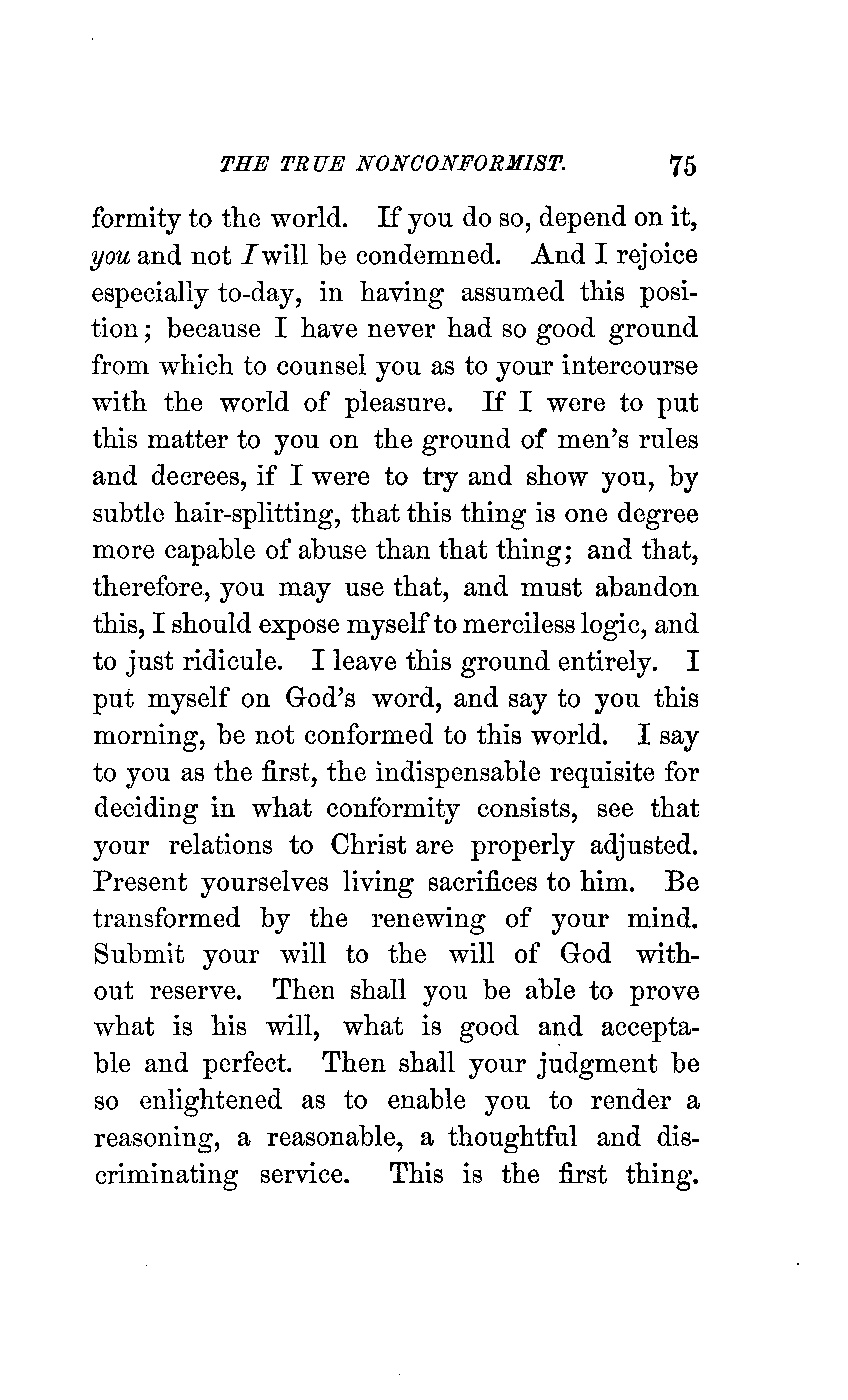 THE TRUE NONCONFORMIST. 75
formity to the world. If you do so, depend on it,
you and not I will be condemned. And I rejoice
especially to-day, in having assumed this posi-
tion; because I have never had so good ground
from which to counsel you as to your intercourse
with the world of pleasure. If I were to put
this matter to you on the ground of men's rules
and decrees, if I were to try and show you, by
subtle hair-splitting, that this thing is one degree
more capable of abuse than that thing; and that,
therefore, you may use that, and must abandon
this, I should expose myself to merciless logic, and
to just ridicule. I leave this ground entirely. I
put myself on God's word, and say to you this
morning, be not conformed to this world. I say
to you as the first, the indispensable requisite for
deciding in what conformity consists, see that
your relations to Christ are properly adjusted.
Present yourselves living sacrifices to him. Be
transformed by the renewing of your mind.
Submit your will to the will of God with-
out reserve. Then shall you be able to prove
what is his will, what is good and accepta-
ble and perfect. Then shall your judgment be
so enlightened as to enable you to render a
reasoning, a reasonable, a thoughtful and dis-
criminating service. This is the first thing.